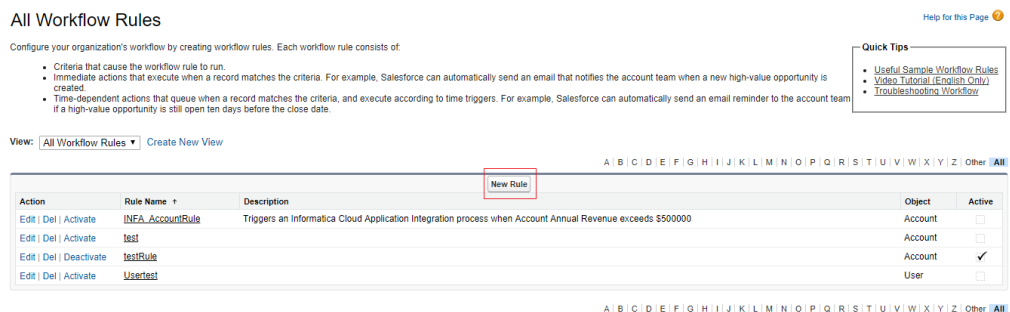 All Workflow Rules
Help for this Page ?
Configure your organization's workflow by creating workflow rules. Each workflow rule consists of:
• Criteria that cause the workflow rule to run.
• Immediate actions that execute when a record matches the criteria. For example, Salesforce can automatically send an email that notifies the account team when a new high-value opportunity is
created.
• Time-dependent actions that queue when a record matches the criteria, and execute according to time triggers. For example, Salesforce can automatically send an email reminder to the account team
if a high-value opportunity is still open ten days before the close date.
Quick Tips
• Useful Sample Workflow Rules
• Video Tutorial (English Only)
• Troubleshooting Workflow
View: All Workflow Rules ▼ Create New View
A | B | C | D | E | F | G | H | I | J | K | L | M | N | O | P | Q | R | S | T | U | V | W | X | Y | Z | Other All
New Rule
Action Rule Name ↑ Description Object Active
Edit | Del | Activate INFA_AccountRule Triggers an Informatica Cloud Application Integration process when Account Annual Revenue exceeds $500000 Account
Edit | Del | Activate test Account
Edit | Del | Deactivate testRule Account ✓
Edit | Del | Activate Usertest User
A | B | C | D | E | F | G | H | I | J | K | L | M | N | O | P | Q | R | S | T | U | V | W | X | Y | Z | Other All